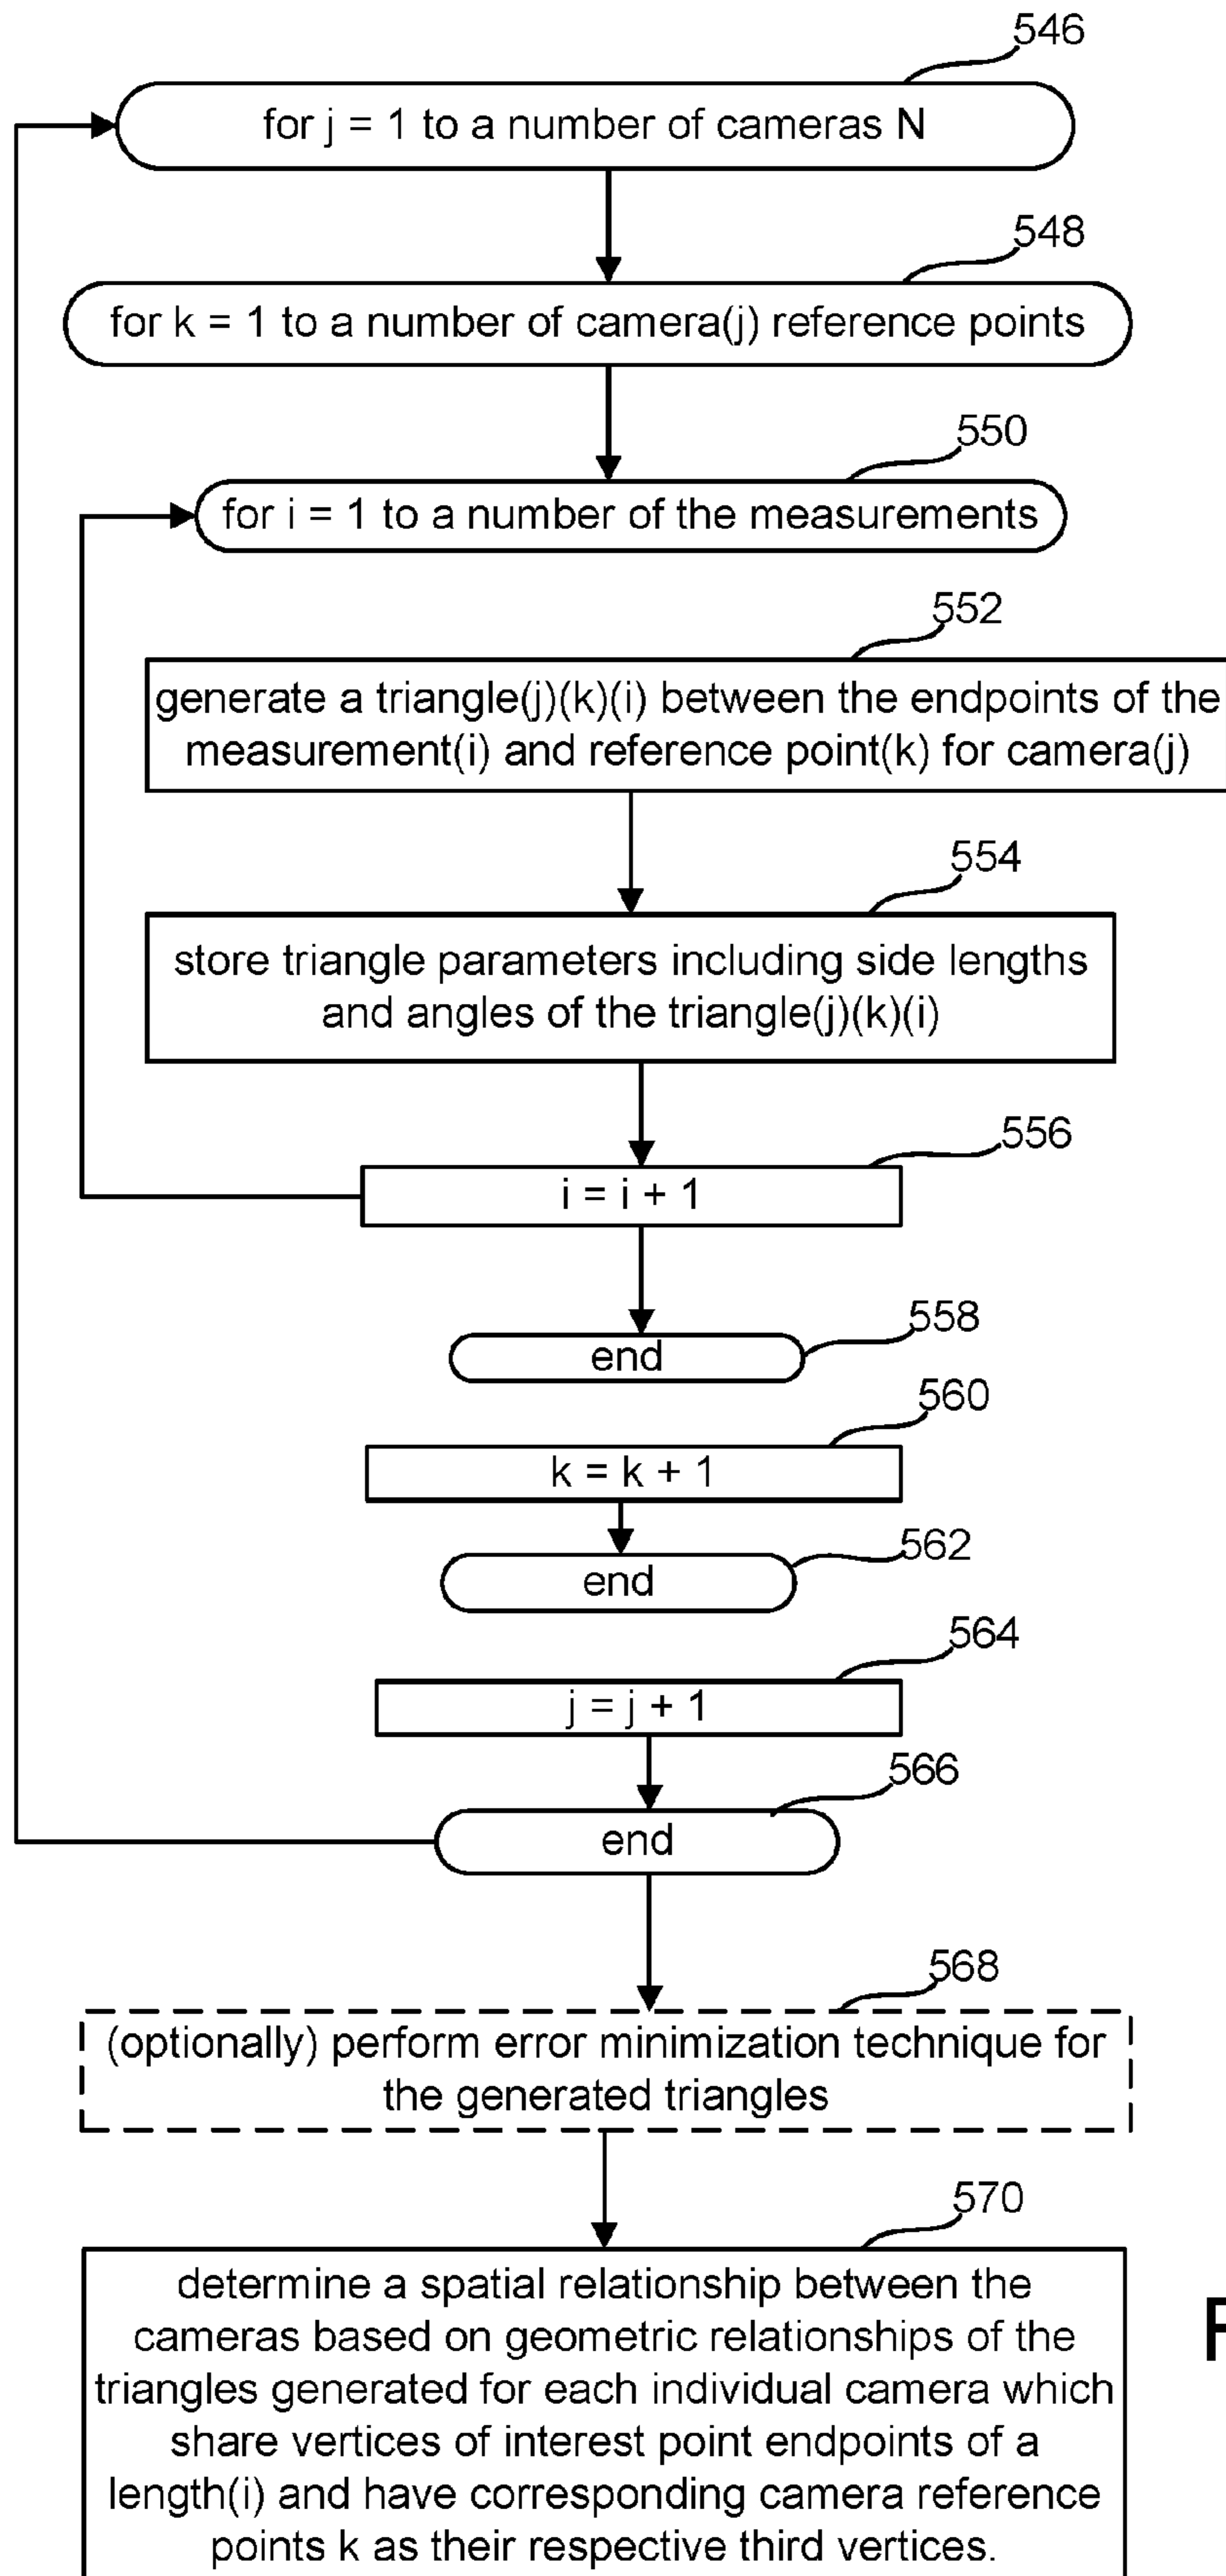 546
for j = 1 to a number of cameras N
548
for k = 1 to a number of camera(j) reference points
550
for i = 1 to a number of the measurements
552
generate a triangle(j)(k)(i) between the endpoints of the
measurement(i) and reference point(k) for camera(j)
554
store triangle parameters including side lengths
and angles of the triangle(j)(k)(i)
556
i = i + 1
558
end
560
k = k + 1
562
end
564
j = j + 1
566
end
568
(optionally) perform error minimization technique for
the generated triangles
570
determine a spatial relationship between the
cameras based on geometric relationships of the
triangles generated for each individual camera which
share vertices of interest point endpoints of a
length(i) and have corresponding camera reference
points k as their respective third vertices.